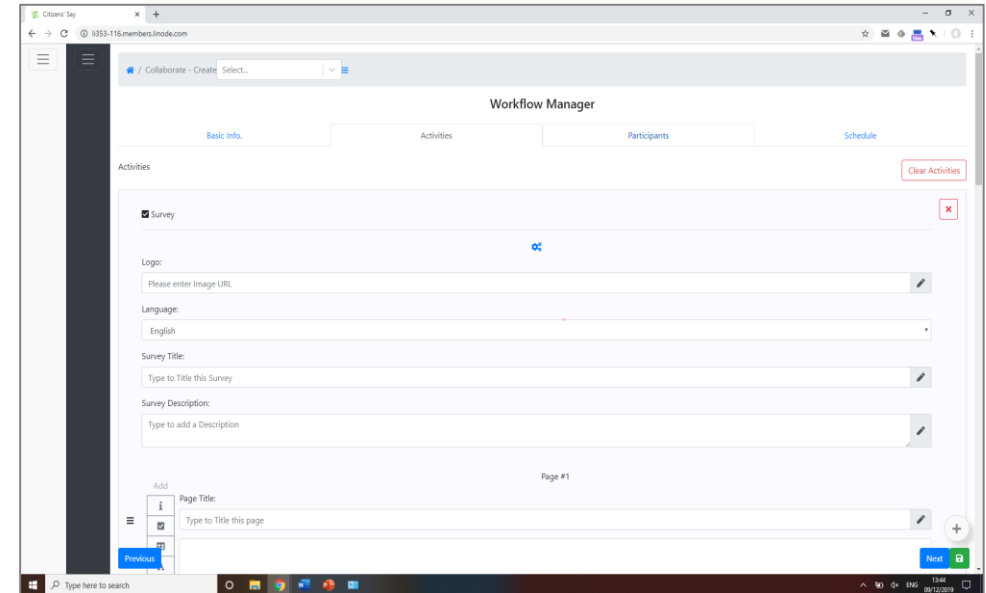 Citizens' Say
li353-116.members.linode.com
/ Collaborate - Create Select...
Workflow Manager
Basic Info. Activities Participants Schedule
Activities Clear Activities
Survey
Logo:
Please enter Image URL
Language:
English
Survey Title:
Type to Title this Survey
Survey Description:
Type to add a Description
Page #1
Add
Page Title:
Type to Title this page
Previous Next
Type here to search
ENG 13:44
09/12/2019